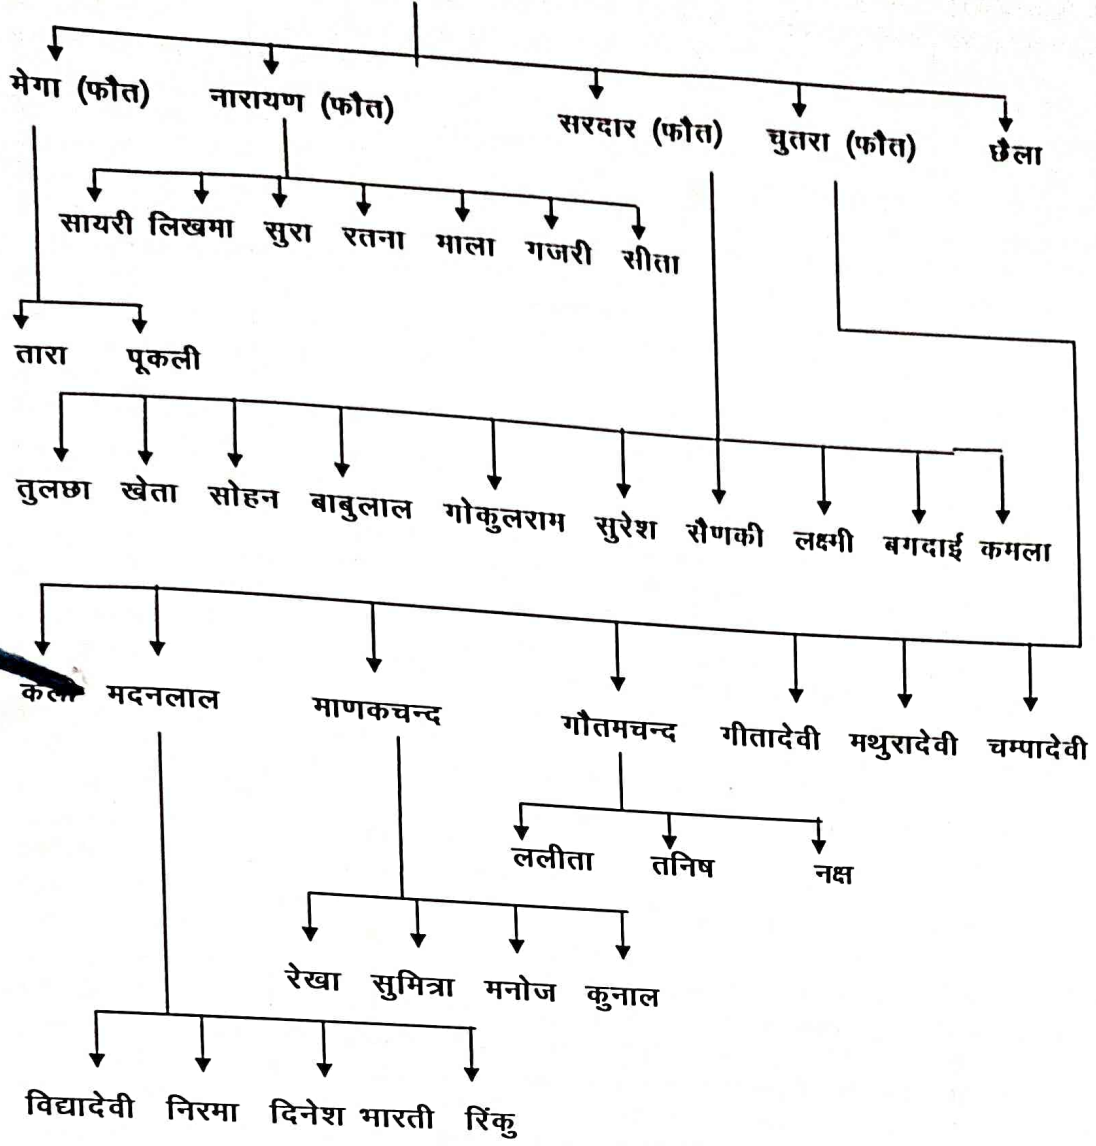 मेगा (फौत) नारायण (फौत) सरदार (फौत) चुतरा (फौत) छैला
सायरी लिखमा सुरा रतना माला गजरी सीता
तारा पूकली
तुलछा खेता सोहन बाबुलाल गोकुलराम सुरेश सैणकी लक्ष्मी बगदाई कमला
मदनलाल माणकचन्द गौतमचन्द गीतादेवी मथुरादेवी चम्पादेवी
ललीता तनिष नक्ष
रेखा सुमित्रा मनोज कुनाल
विद्यादेवी निरमा दिनेश भारती रिंकु